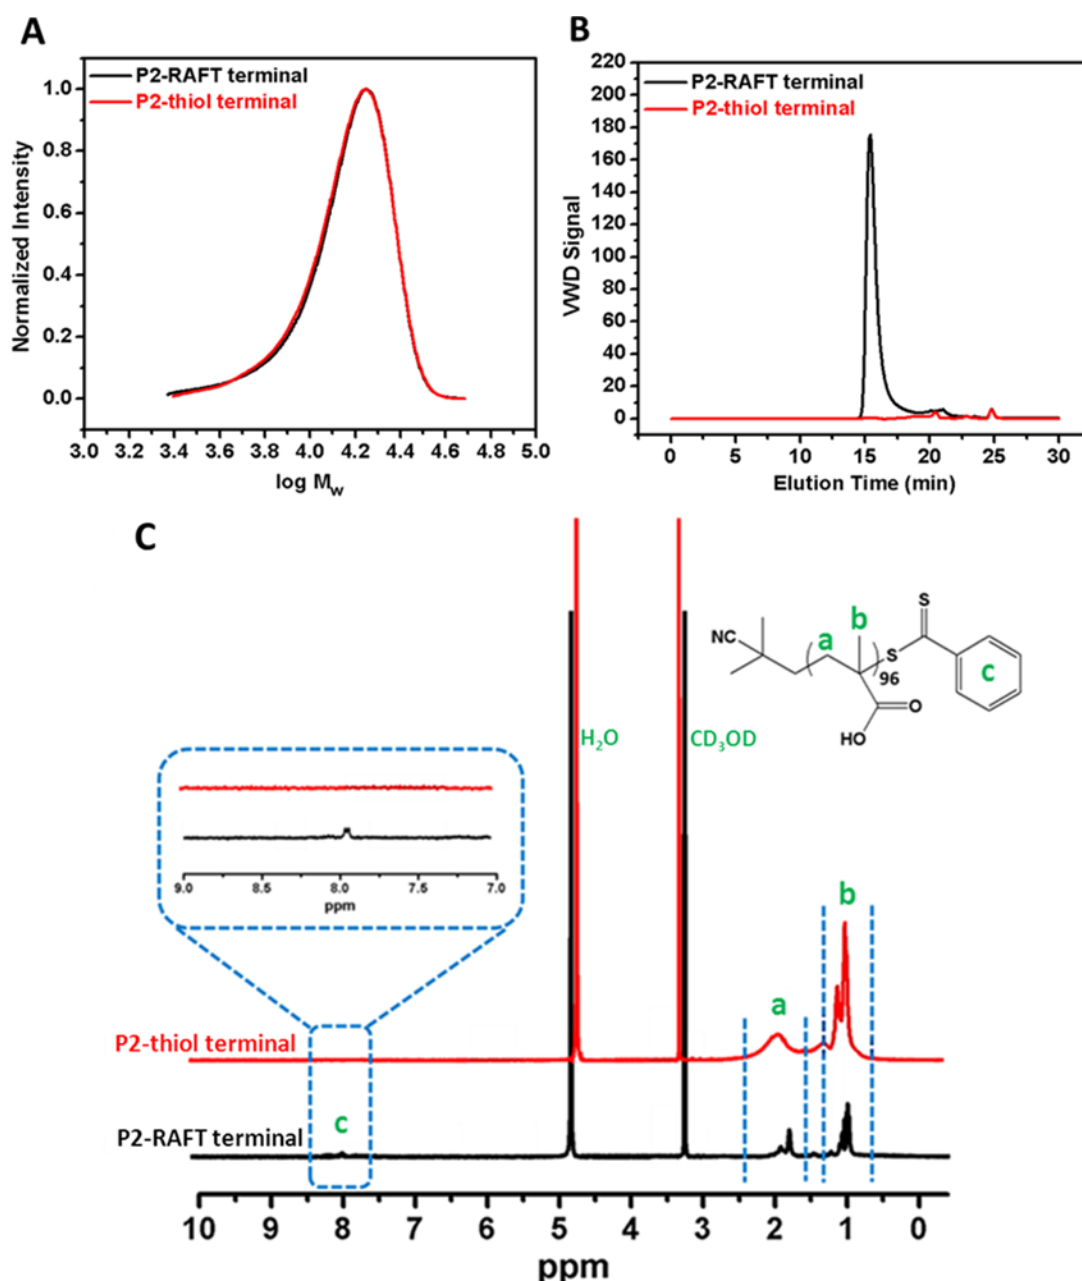 A
P2-RAFT terminal
P2-thiol terminal
Normalized Intensity
1.0
0.8
0.6
0.4
0.2
0.0
3.0 3.2 3.4 3.6 3.8 4.0 4.2 4.4 4.6 4.8 5.0
log Mw
B
P2-RAFT terminal
P2-thiol terminal
VWD Signal
220
200
180
160
140
120
100
80
60
40
20
0
0 5 10 15 20 25 30
Elution Time (min)
C
NC
a
b
96
S
S
c
O
HO
H2O
CD3OD
9.0 8.5 8.0 7.5 7.0
ppm
b
a
P2-thiol terminal
c
P2-RAFT terminal
10 9 8 7 6 5 4 3 2 1 0
ppm